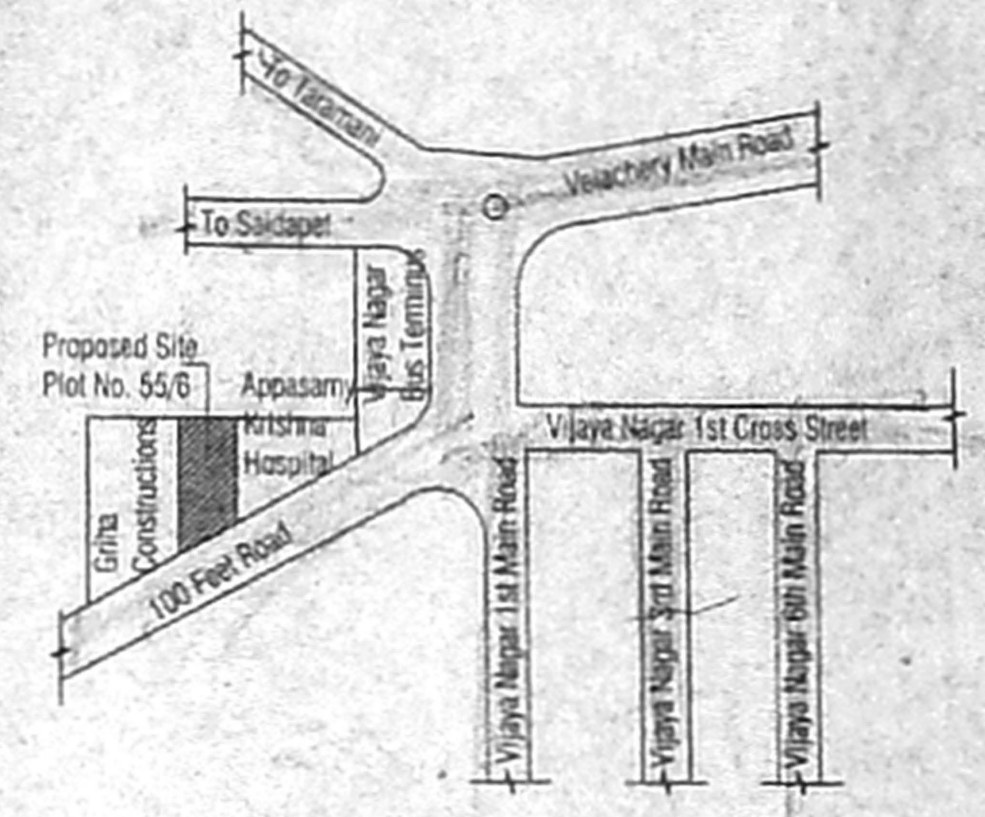 To Taramani
Velachery Main Road
To Saidapet
Vijaya Nagar
Bus Terminus
Proposed Site
Plot No. 55/6
Appasamy
Krishna
Hospital
Griha
Constructions
Vijaya Nagar 1st Cross Street
100 Feet Road
Vijaya Nagar 1st Main Road
Vijaya Nagar 3rd Main Road
Vijaya Nagar 6th Main Road